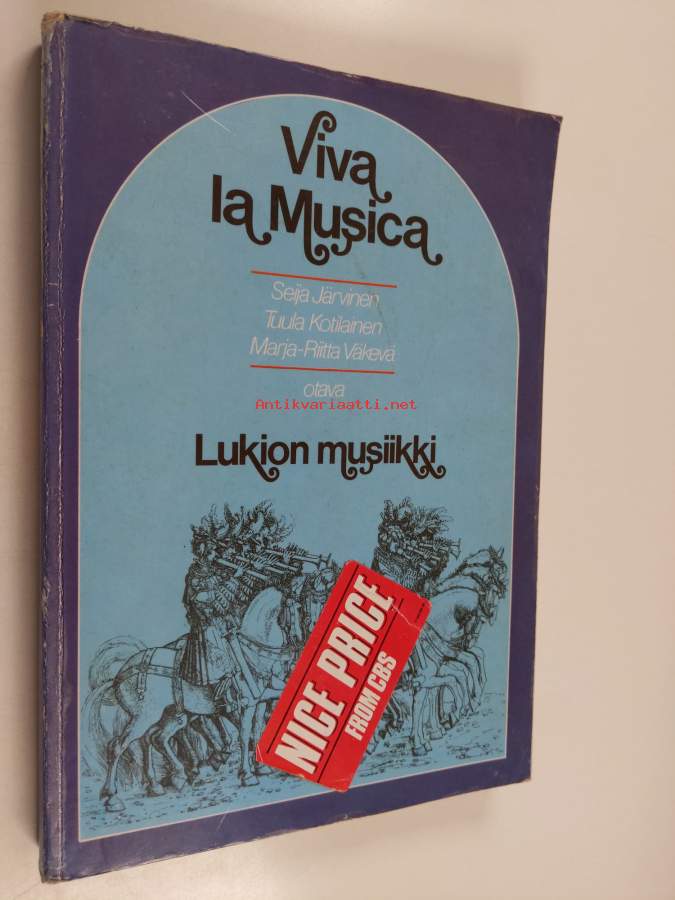 Viva
la Musica
Seija Järvinen
Tuula Kotilainen
Marja-Riitta Väkevä
otava
Antikvariaatti.net
Lukion musiikki
NICE PRICE
FROM CBS